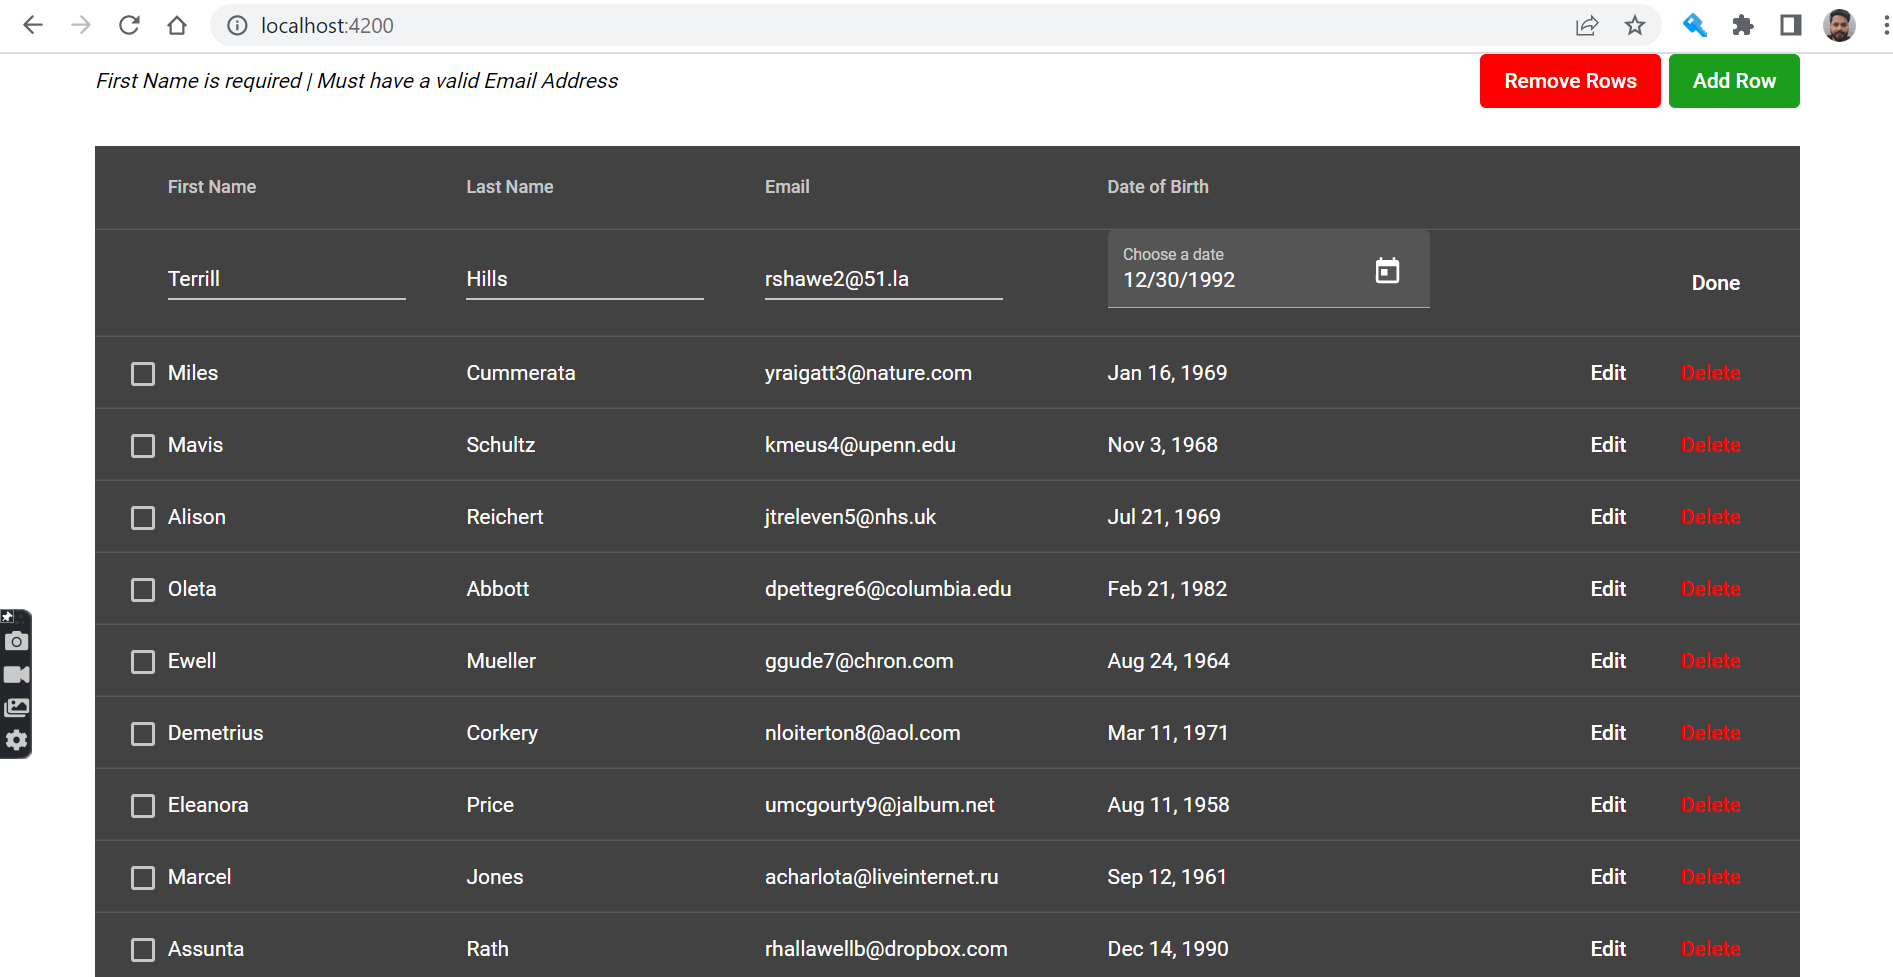 localhost:4200
First Name is required | Must have a valid Email Address Remove Rows Add Row
First Name Last Name Email Date of Birth
Choose a date
Terrill Hills rshawe2@51.la 12/30/1992 Done
Miles Cummerata yraigatt3@nature.com Jan 16, 1969 Edit Delete
Mavis Schultz kmeus4@upenn.edu Nov 3, 1968 Edit Delete
Alison Reichert jtreleven5@nhs.uk Jul 21, 1969 Edit Delete
Oleta Abbott dpettegre6@columbia.edu Feb 21, 1982 Edit Delete
Ewell Mueller ggude7@chron.com Aug 24, 1964 Edit Delete
Demetrius Corkery nloiterton8@aol.com Mar 11, 1971 Edit Delete
Eleanora Price umcgourty9@jalbum.net Aug 11, 1958 Edit Delete
Marcel Jones acharlota@liveinternet.ru Sep 12, 1961 Edit Delete
Assunta Rath rhallawellb@dropbox.com Dec 14, 1990 Edit Delete